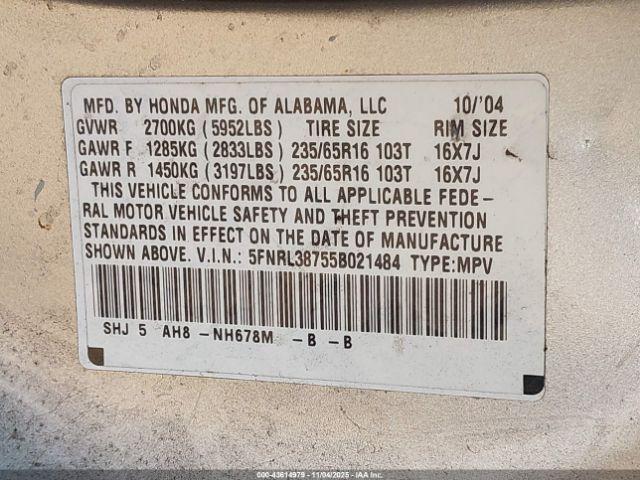 MFD. BY HONDA MFG. OF ALABAMA, LLC 10/'04
GVWR 2700KG (5952LBS) TIRE SIZE RIM SIZE
GAWR F 1285KG (2833LBS) 235/65R16 103T 16X7J
GAWR R 1450KG (3197LBS) 235/65R16 103T 16X7J
THIS VEHICLE CONFORMS TO ALL APPLICABLE FEDE-
RAL MOTOR VEHICLE SAFETY AND THEFT PREVENTION
STANDARDS IN EFFECT ON THE DATE OF MANUFACTURE
SHOWN ABOVE. V.I.N.: 5FNRL38755B021484 TYPE:MPV
SHJ 5 AH8 -NH678M -B -B
000-43614979 - 11/04/2025 - IAAI.COM